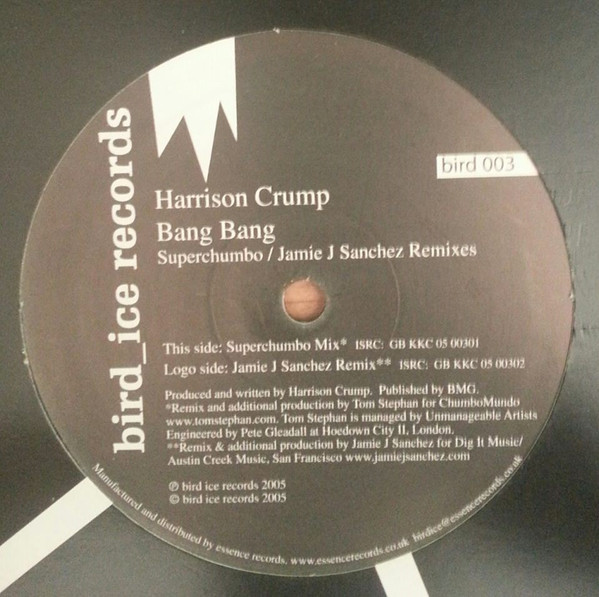 bird_ice records
bird 003
Harrison Crump
Bang Bang
Superchumbo / Jamie J Sanchez Remixes
This side: Superchumbo Mix* ISRC: GB KKC 05 00301
Logo side: Jamie J Sanchez Remix** ISRC: GB KKC 05 00302
Produced and written by Harrison Crump. Published by BMG.
*Remix and additional production by Tom Stephan for ChumboMundo
www.tomstephan.com. Tom Stephan is managed by Unmanageable Artists
Engineered by Pete Gleadall at Hoedown City II, London.
**Remix & additional production by Jamie J Sanchez for Dig It Music/
Austin Creek Music, San Francisco www.jamiejsanchez.com
℗ bird ice records 2005
© bird ice records 2005
Manufactured and distributed by essence records. www.essencerecords.co.uk birdice@essencerecords.co.uk